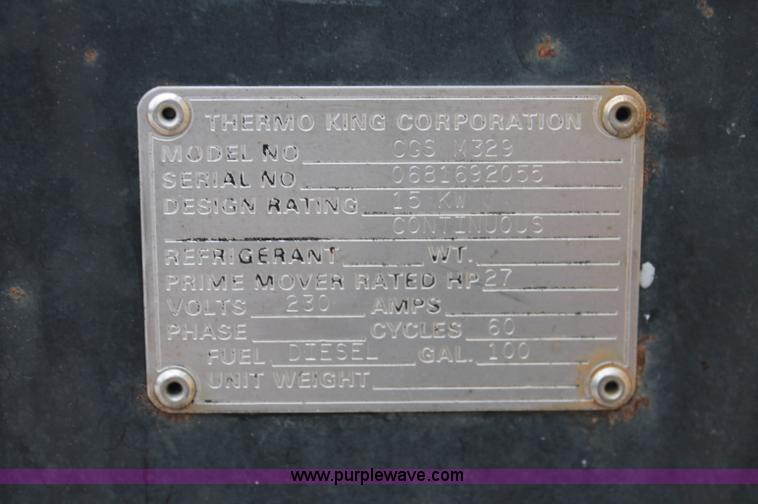 THERMO KING CORPORATION
MODEL NO CGS M329
SERIAL NO 0681692055
DESIGN RATING 15 KW
CONTINUOUS
REFRIGERANT WT.
PRIME MOVER RATED HP 27
VOLTS 230 AMPS
PHASE CYCLES 60
FUEL DIESEL GAL. 100
UNIT WEIGHT
www.purplewave.com